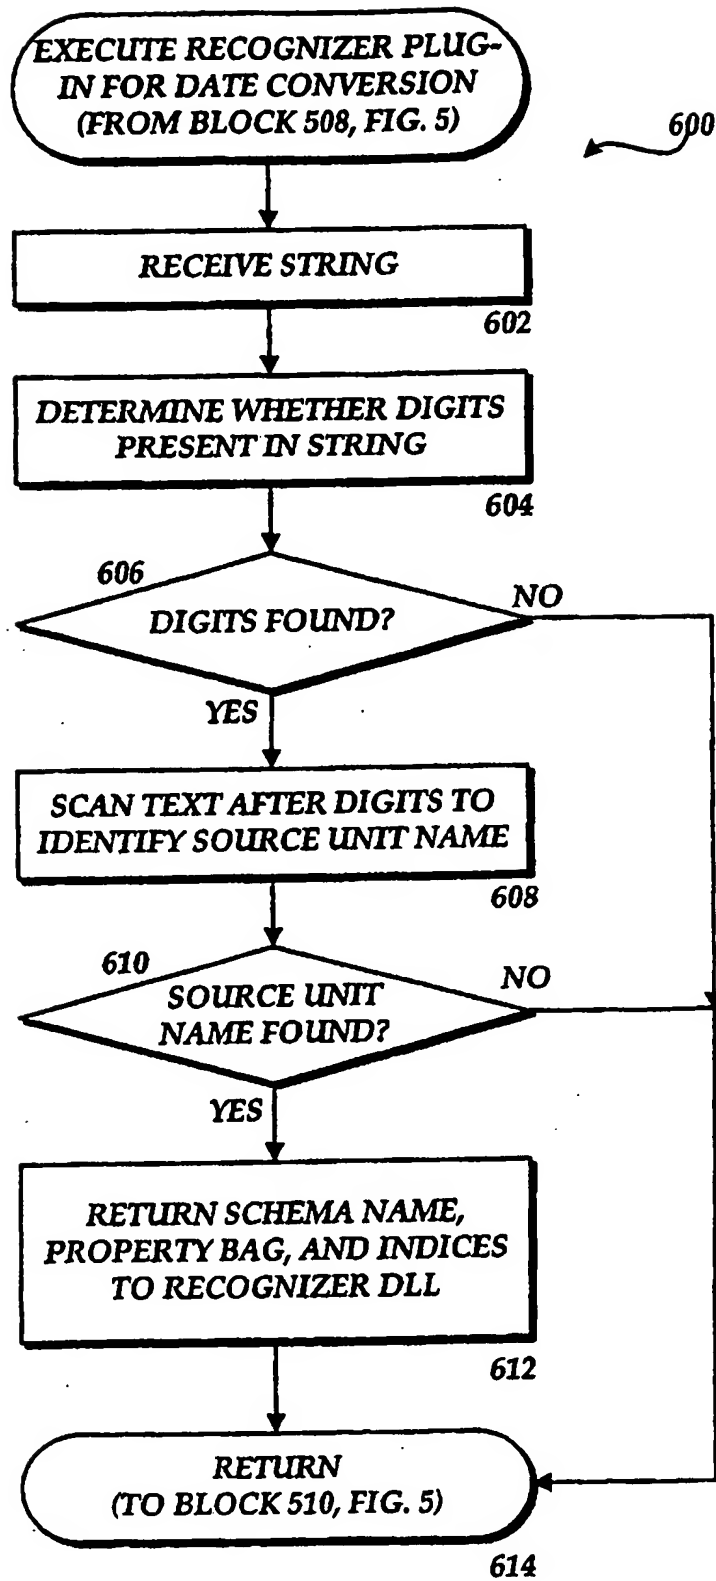 EXECUTE RECOGNIZER PLUG-
IN FOR DATE CONVERSION
(FROM BLOCK 508, FIG. 5)
600
RECEIVE STRING
602
DETERMINE WHETHER DIGITS
PRESENT IN STRING
604
606
DIGITS FOUND?
NO
YES
SCAN TEXT AFTER DIGITS TO
IDENTIFY SOURCE UNIT NAME
608
610
SOURCE UNIT
NAME FOUND?
NO
YES
RETURN SCHEMA NAME,
PROPERTY BAG, AND INDICES
TO RECOGNIZER DLL
612
RETURN
(TO BLOCK 510, FIG. 5)
614